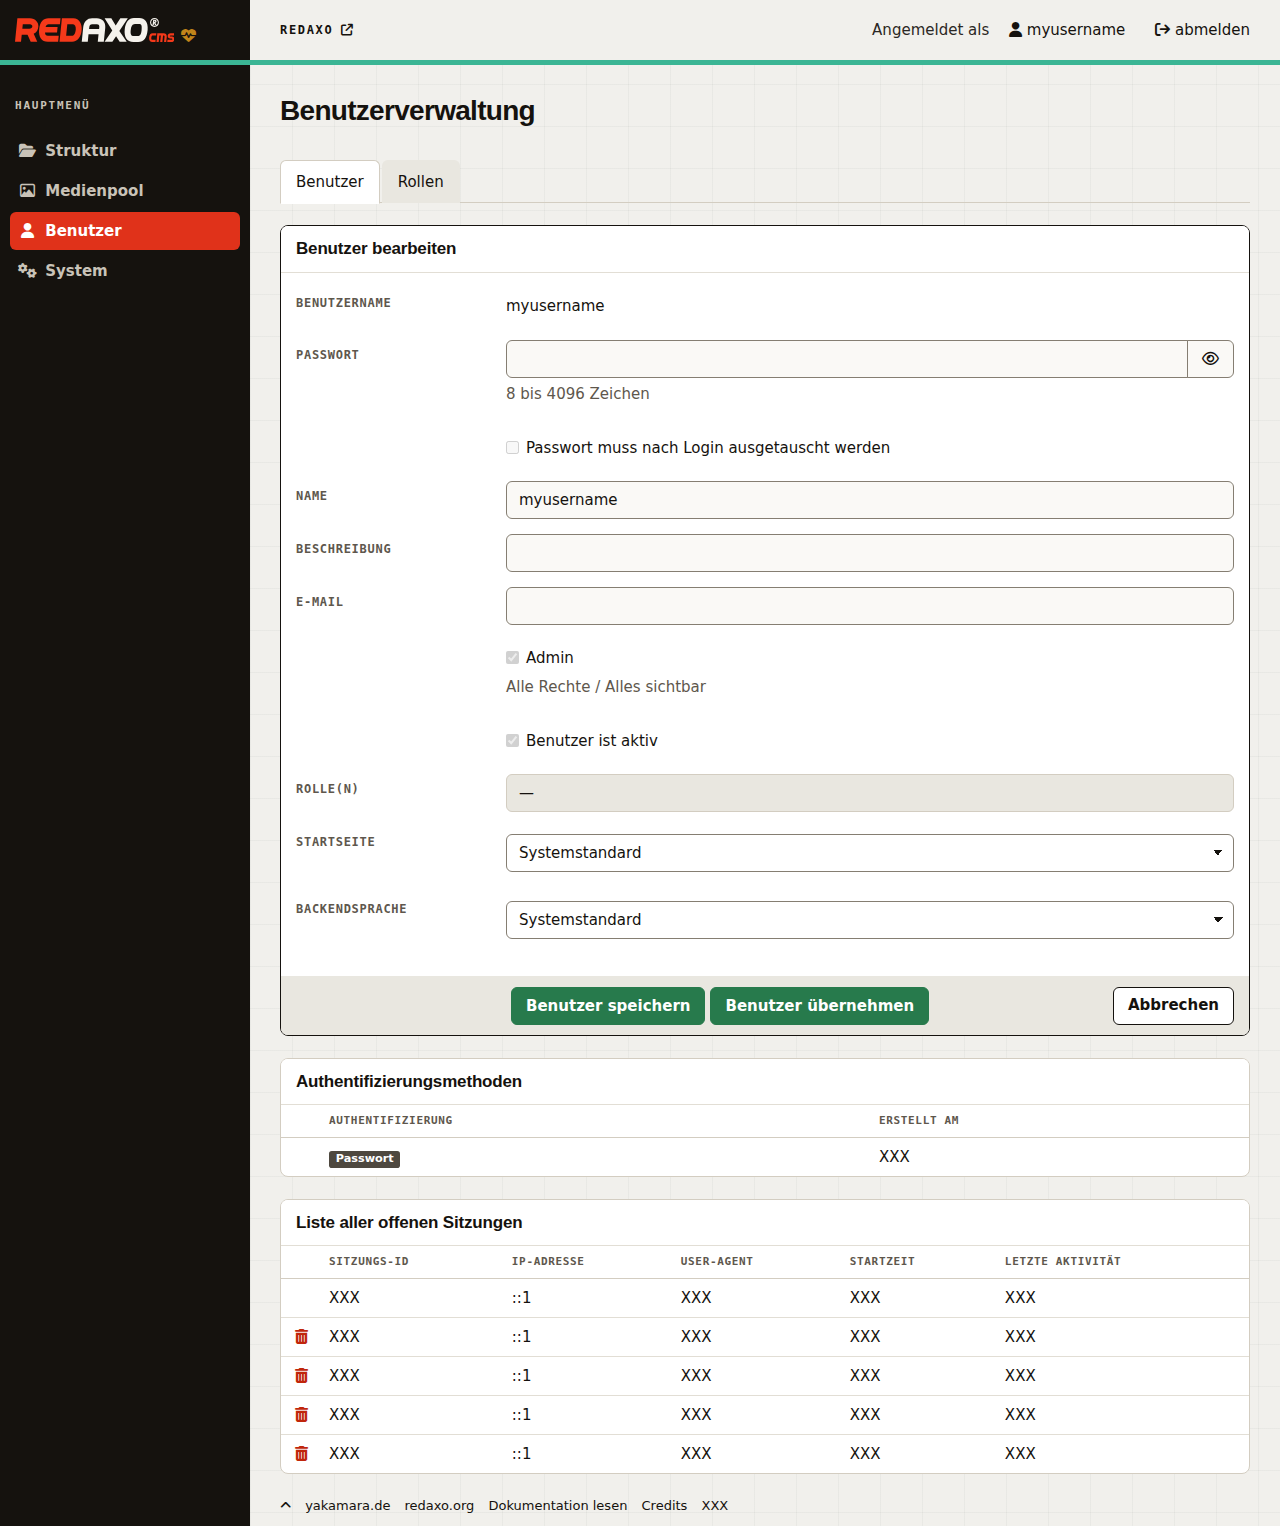 REDAXO® cms
REDAXO
Angemeldet als myusername abmelden
HAUPTMENÜ
Struktur
Medienpool
Benutzer
System
Benutzerverwaltung
Benutzer Rollen
Benutzer bearbeiten
BENUTZERNAME myusername
PASSWORT
8 bis 4096 Zeichen
Passwort muss nach Login ausgetauscht werden
NAME myusername
BESCHREIBUNG
E-MAIL
Admin
Alle Rechte / Alles sichtbar
Benutzer ist aktiv
ROLLE(N) —
STARTSEITE Systemstandard
BACKENDSPRACHE Systemstandard
Benutzer speichern Benutzer übernehmen Abbrechen
Authentifizierungsmethoden
AUTHENTIFIZIERUNG ERSTELLT AM
Passwort XXX
Liste aller offenen Sitzungen
SITZUNGS-ID IP-ADRESSE USER-AGENT STARTZEIT LETZTE AKTIVITÄT
XXX ::1 XXX XXX XXX
XXX ::1 XXX XXX XXX
XXX ::1 XXX XXX XXX
XXX ::1 XXX XXX XXX
XXX ::1 XXX XXX XXX
yakamara.de redaxo.org Dokumentation lesen Credits XXX